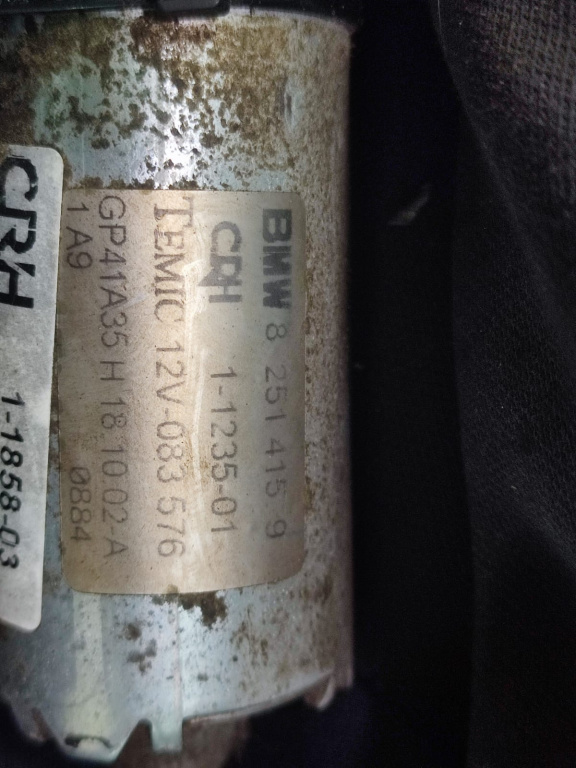 BMW 8 251 415.9
CRH 1-1235-01
TEMIC 12V-083 576
GP41A35 H 18.10.02-A
1 A9 0884
CRH 1-1858-03